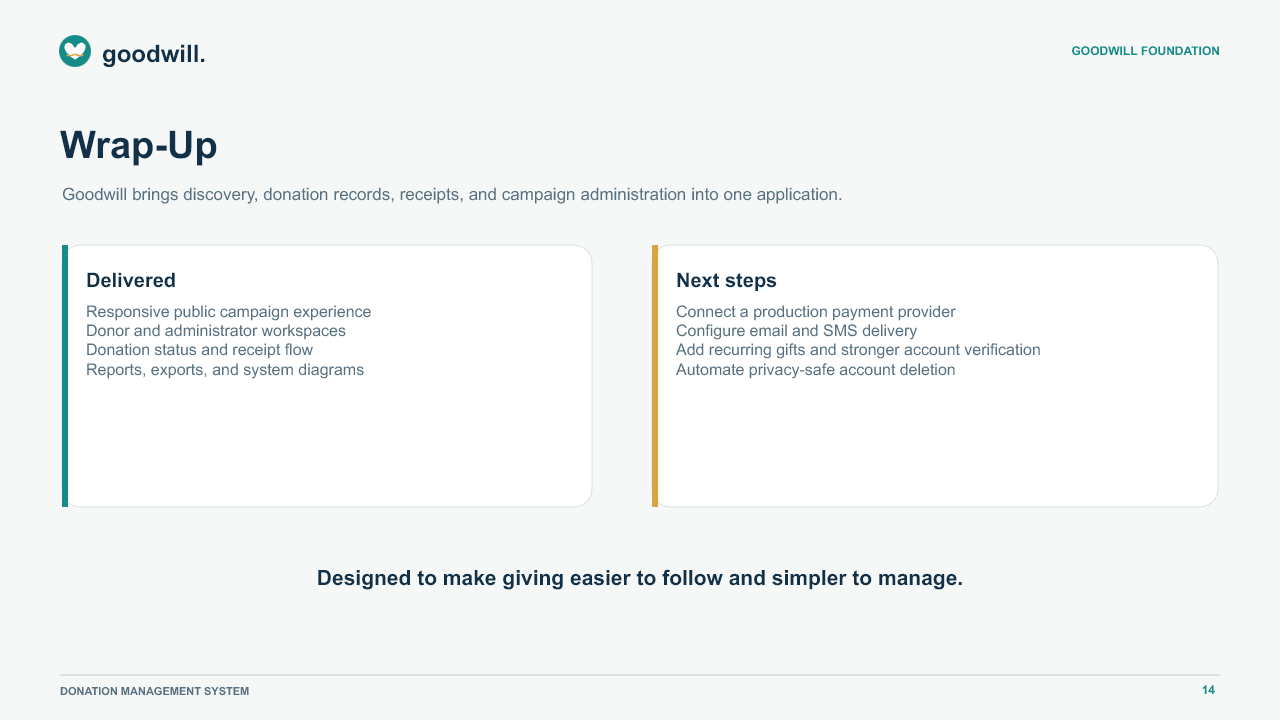 goodwill.
GOODWILL FOUNDATION
Wrap-Up
Goodwill brings discovery, donation records, receipts, and campaign administration into one application.
Delivered
Responsive public campaign experience
Donor and administrator workspaces
Donation status and receipt flow
Reports, exports, and system diagrams
Next steps
Connect a production payment provider
Configure email and SMS delivery
Add recurring gifts and stronger account verification
Automate privacy-safe account deletion
Designed to make giving easier to follow and simpler to manage.
DONATION MANAGEMENT SYSTEM
14